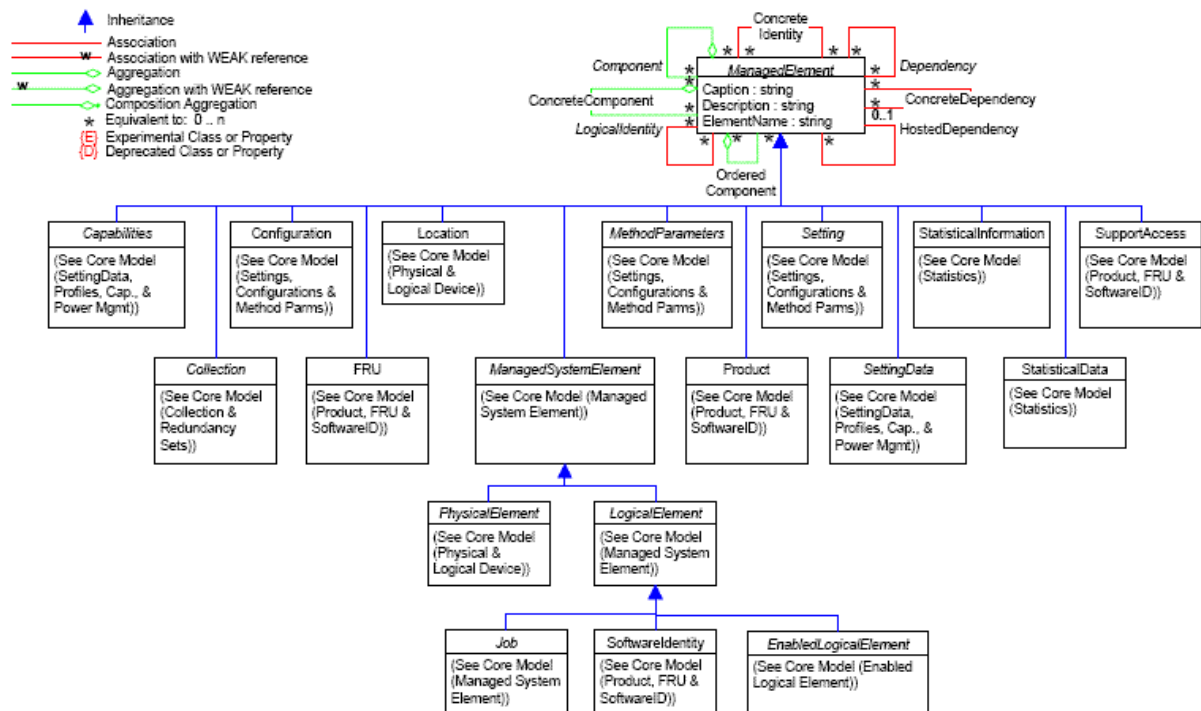 Inheritance
Association
w
Association with WEAK reference
Aggregation
w
Aggregation with WEAK reference
Composition Aggregation
* Equivalent to: 0 .. n
{E} Experimental Class or Property
{D} Deprecated Class or Property
Concrete
Identity
Component
* * * *
Dependency
*
*
ManagedElement
*
Caption : string
Description : string
ElementName : string
ConcreteComponent
*
*
ConcreteDependency
0..1
LogicalIdentity
*
HostedDependency
* * * * *
Ordered
Component
Capabilities
(See Core Model
(SettingData,
Profiles, Cap., &
Power Mgmt))
Configuration
(See Core Model
(Settings,
Configurations &
Method Parms))
Location
(See Core Model
(Physical &
Logical Device))
MethodParameters
(See Core Model
(Settings,
Configurations &
Method Parms))
Setting
(See Core Model
(Settings,
Configurations &
Method Parms))
StatisticalInformation
(See Core Model
(Statistics))
SupportAccess
(See Core Model
(Product, FRU &
SoftwareID))
Collection
(See Core Model
(Collection &
Redundancy
Sets))
FRU
(See Core Model
(Product, FRU &
SoftwareID))
ManagedSystemElement
(See Core Model (Managed
System Element))
Product
(See Core Model
(Product, FRU &
SoftwareID))
SettingData
(See Core Model
(SettingData,
Profiles, Cap., &
Power Mgmt))
StatisticalData
(See Core Model
(Statistics))
PhysicalElement
(See Core Model
(Physical &
Logical Device))
LogicalElement
(See Core Model
(Managed System
Element))
Job
(See Core Model
(Managed System
Element))
SoftwareIdentity
(See Core Model
(Product, FRU &
SoftwareID))
EnabledLogicalElement
(See Core Model (Enabled
Logical Element))